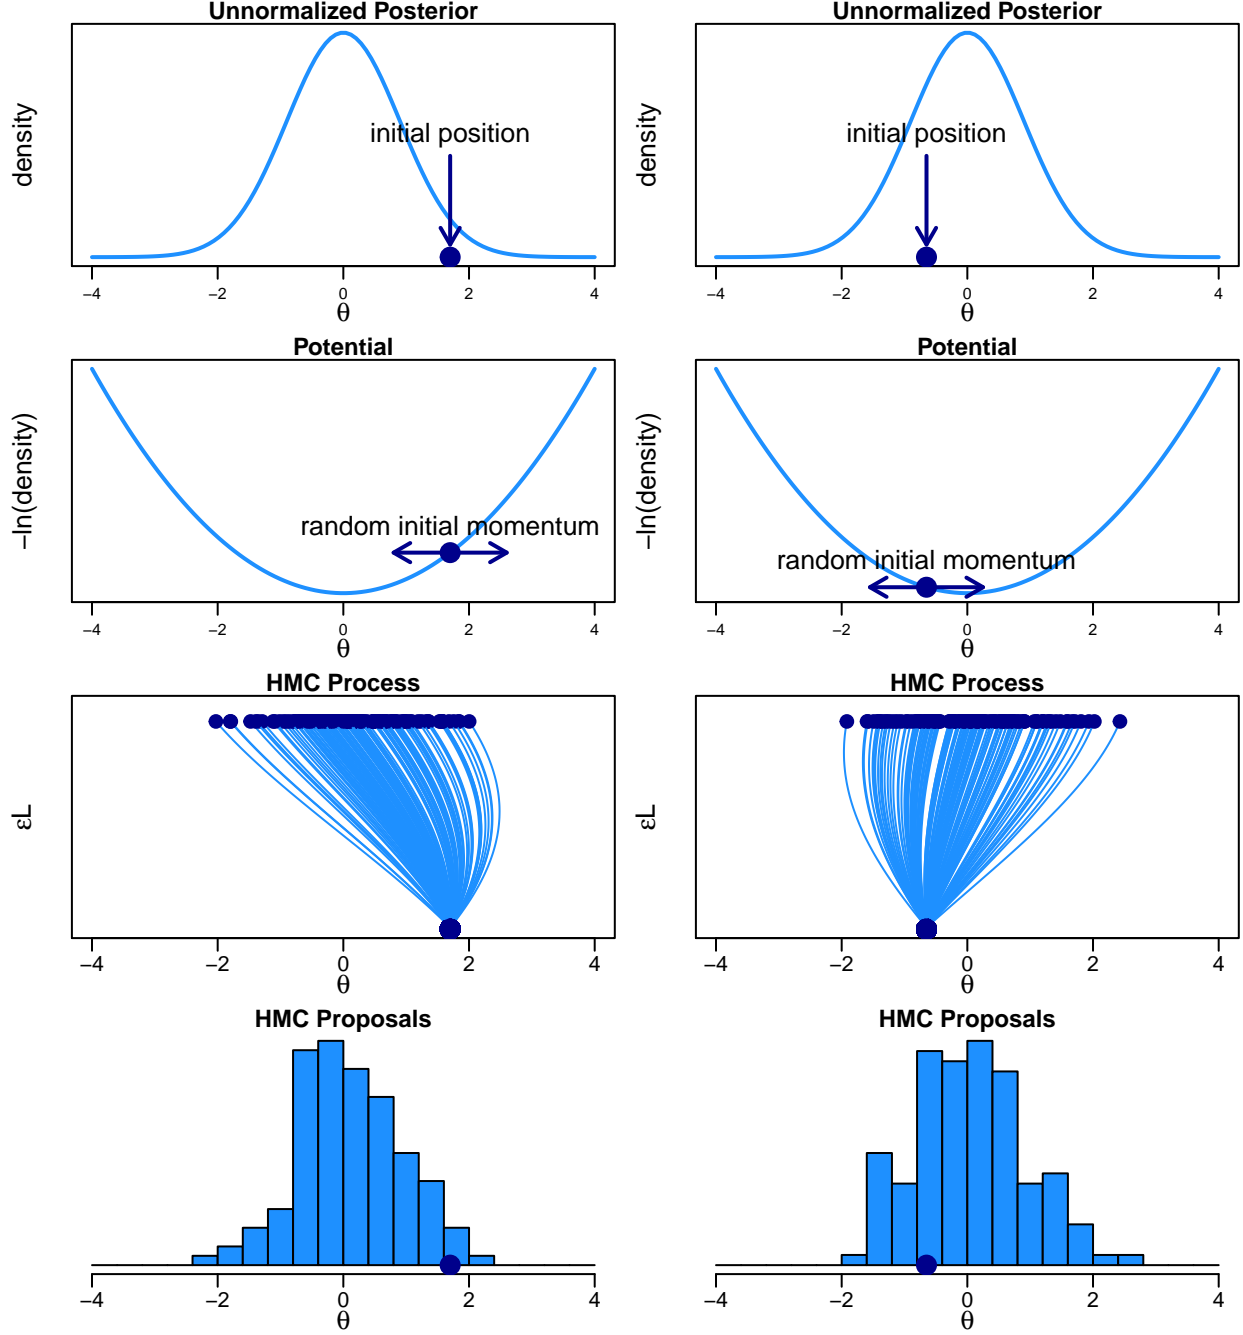 Unnormalized Posterior
density
initial position
−4 −2 0 2 4
θ
Unnormalized Posterior
density
initial position
−4 −2 0 2 4
θ
Potential
−ln(density)
random initial momentum
−4 −2 0 2 4
θ
Potential
−ln(density)
random initial momentum
−4 −2 0 2 4
θ
HMC Process
εL
−4 −2 0 2 4
θ
HMC Process
εL
−4 −2 0 2 4
θ
HMC Proposals
−4 −2 0 2 4
θ
HMC Proposals
−4 −2 0 2 4
θ